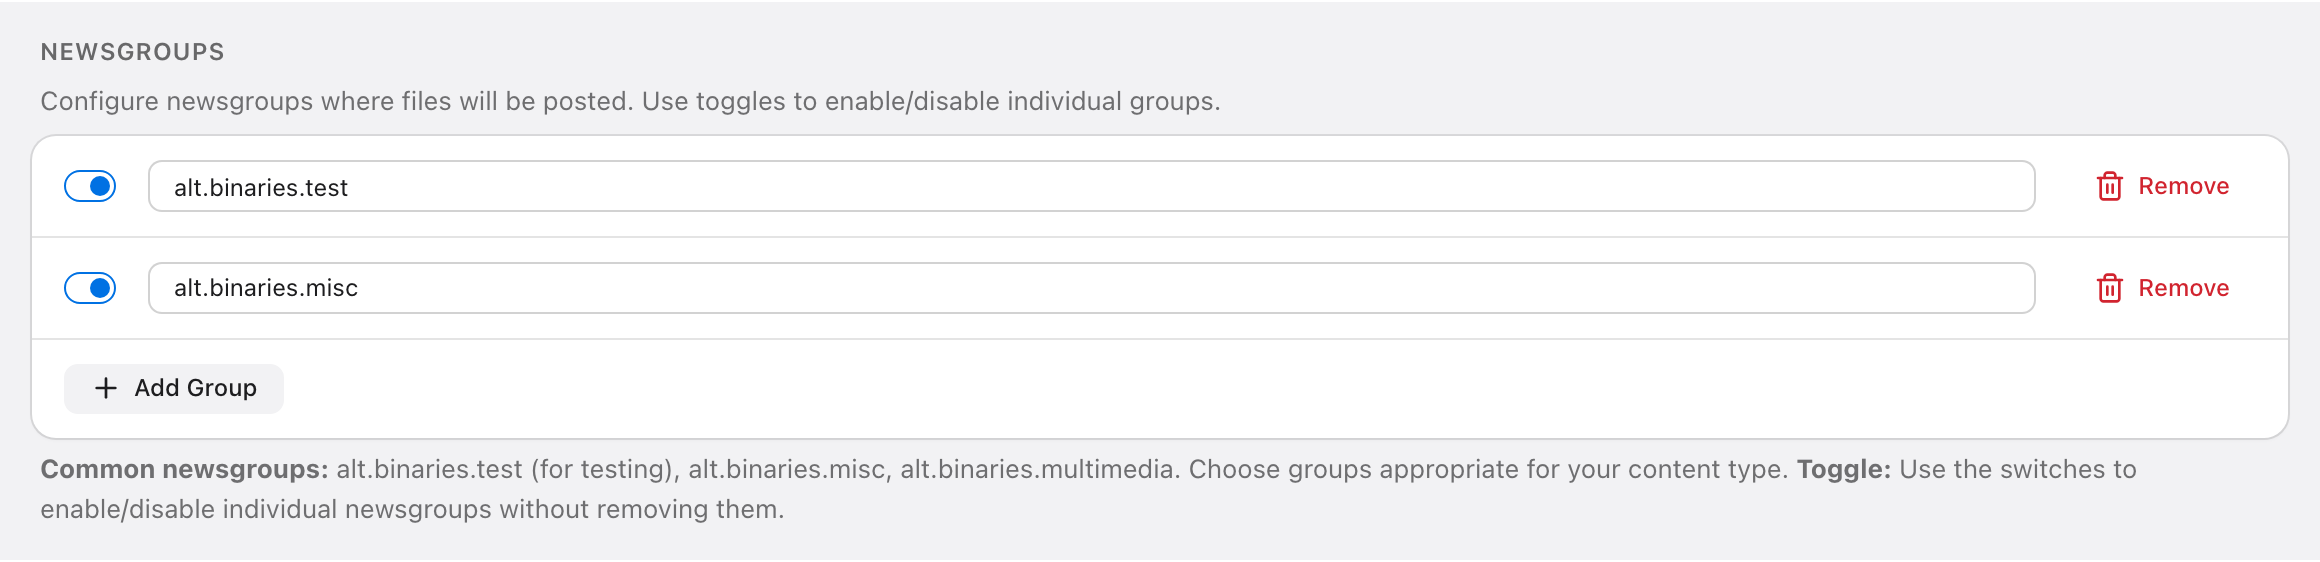 NEWSGROUPS
Configure newsgroups where files will be posted. Use toggles to enable/disable individual groups.
alt.binaries.test
Remove
alt.binaries.misc
Remove
Add Group
Common newsgroups: alt.binaries.test (for testing), alt.binaries.misc, alt.binaries.multimedia. Choose groups appropriate for your content type. Toggle: Use the switches to
enable/disable individual newsgroups without removing them.